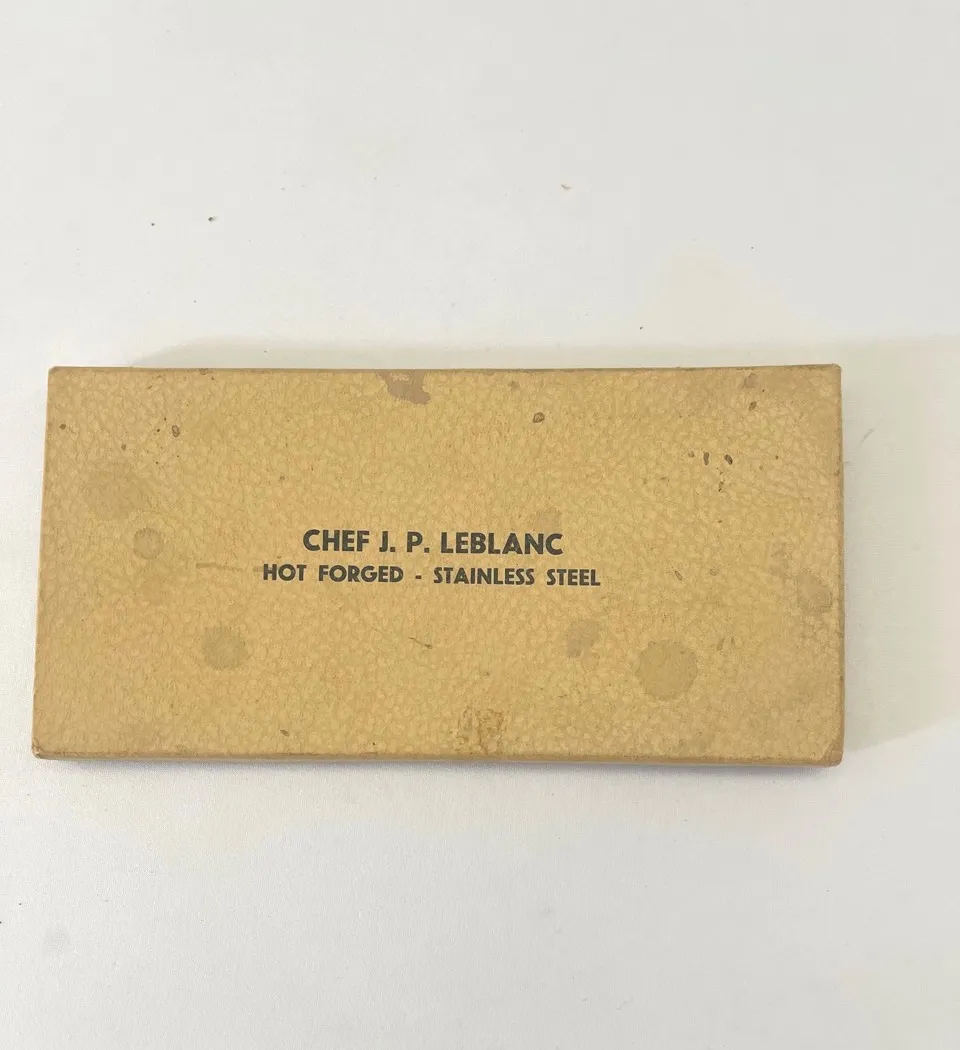 CHEF J. P. LEBLANC
HOT FORGED - STAINLESS STEEL